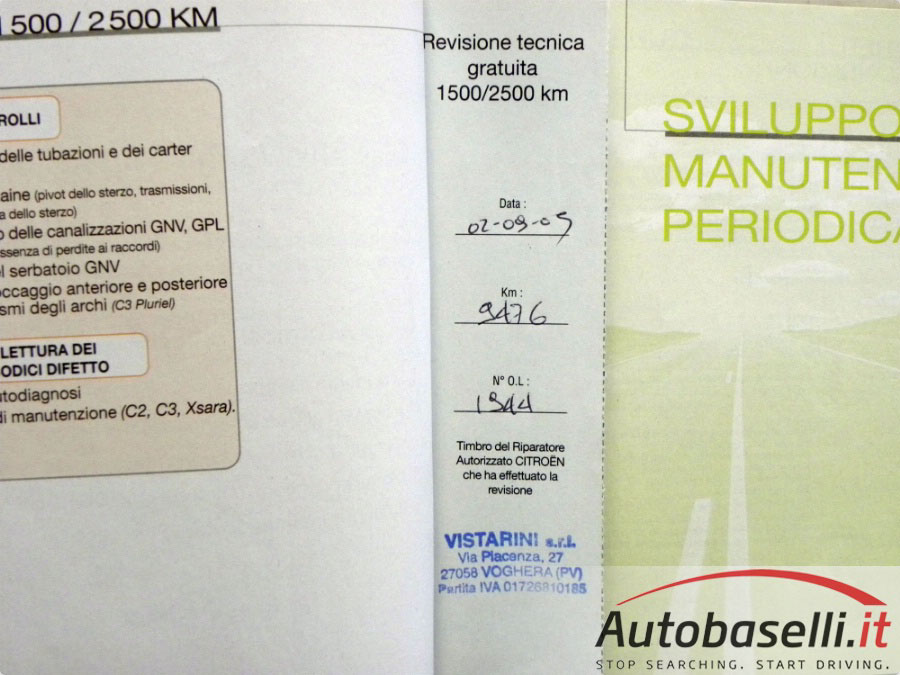 1500 / 2500 KM
ROLLI
delle tubazioni e dei carter
aine (pivot dello sterzo, trasmissioni,
a dello sterzo)
o delle canalizzazioni GNV, GPL
ssenza di perdite ai raccordi)
l serbatoio GNV
occaggio anteriore e posteriore
smi degli archi (C3 Pluriel)
LETTURA DEI
ODICI DIFETTO
utodiagnosi
di manutenzione (C2, C3, Xsara).
Revisione tecnica
gratuita
1500/2500 km
Data :
02-09-05
Km :
9476
N° O.L :
1944
Timbro del Riparatore
Autorizzato CITROËN
che ha effettuato la
revisione
VISTARINI s.r.l.
Via Piacenza, 27
27058 VOGHERA (PV)
Partita IVA 01726810185
SVILUPPO
MANUTEN
PERIODICA
Autobaselli.it
STOP SEARCHING. START DRIVING.